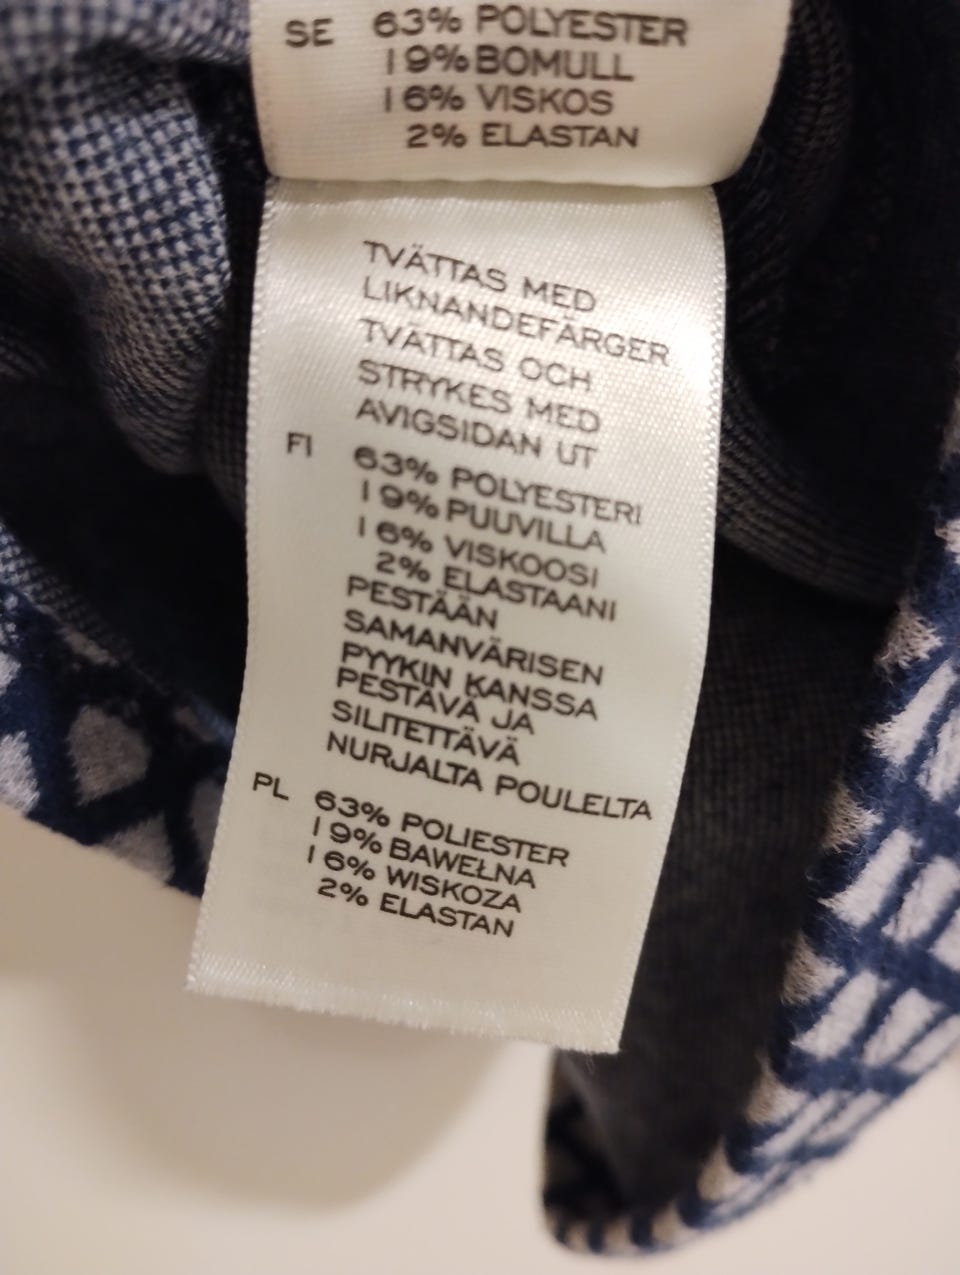 SE 63% POLYESTER
19% BOMULL
16% VISKOS
2% ELASTAN
TVÄTTAS MED
LIKNANDEFÄRGER
TVÄTTAS OCH
STRYKES MED
AVIGSIDAN UT
FI 63% POLYESTERI
19% PUUVILLA
16% VISKOOSI
2% ELASTAANI
PESTÄÄN
SAMANVÄRISEN
PYYKIN KANSSA
PESTÄVÄ JA
SILITETTÄVÄ
NURJALTA POULELTA
PL 63% POLIESTER
19% BAWEŁNA
16% WISKOZA
2% ELASTAN